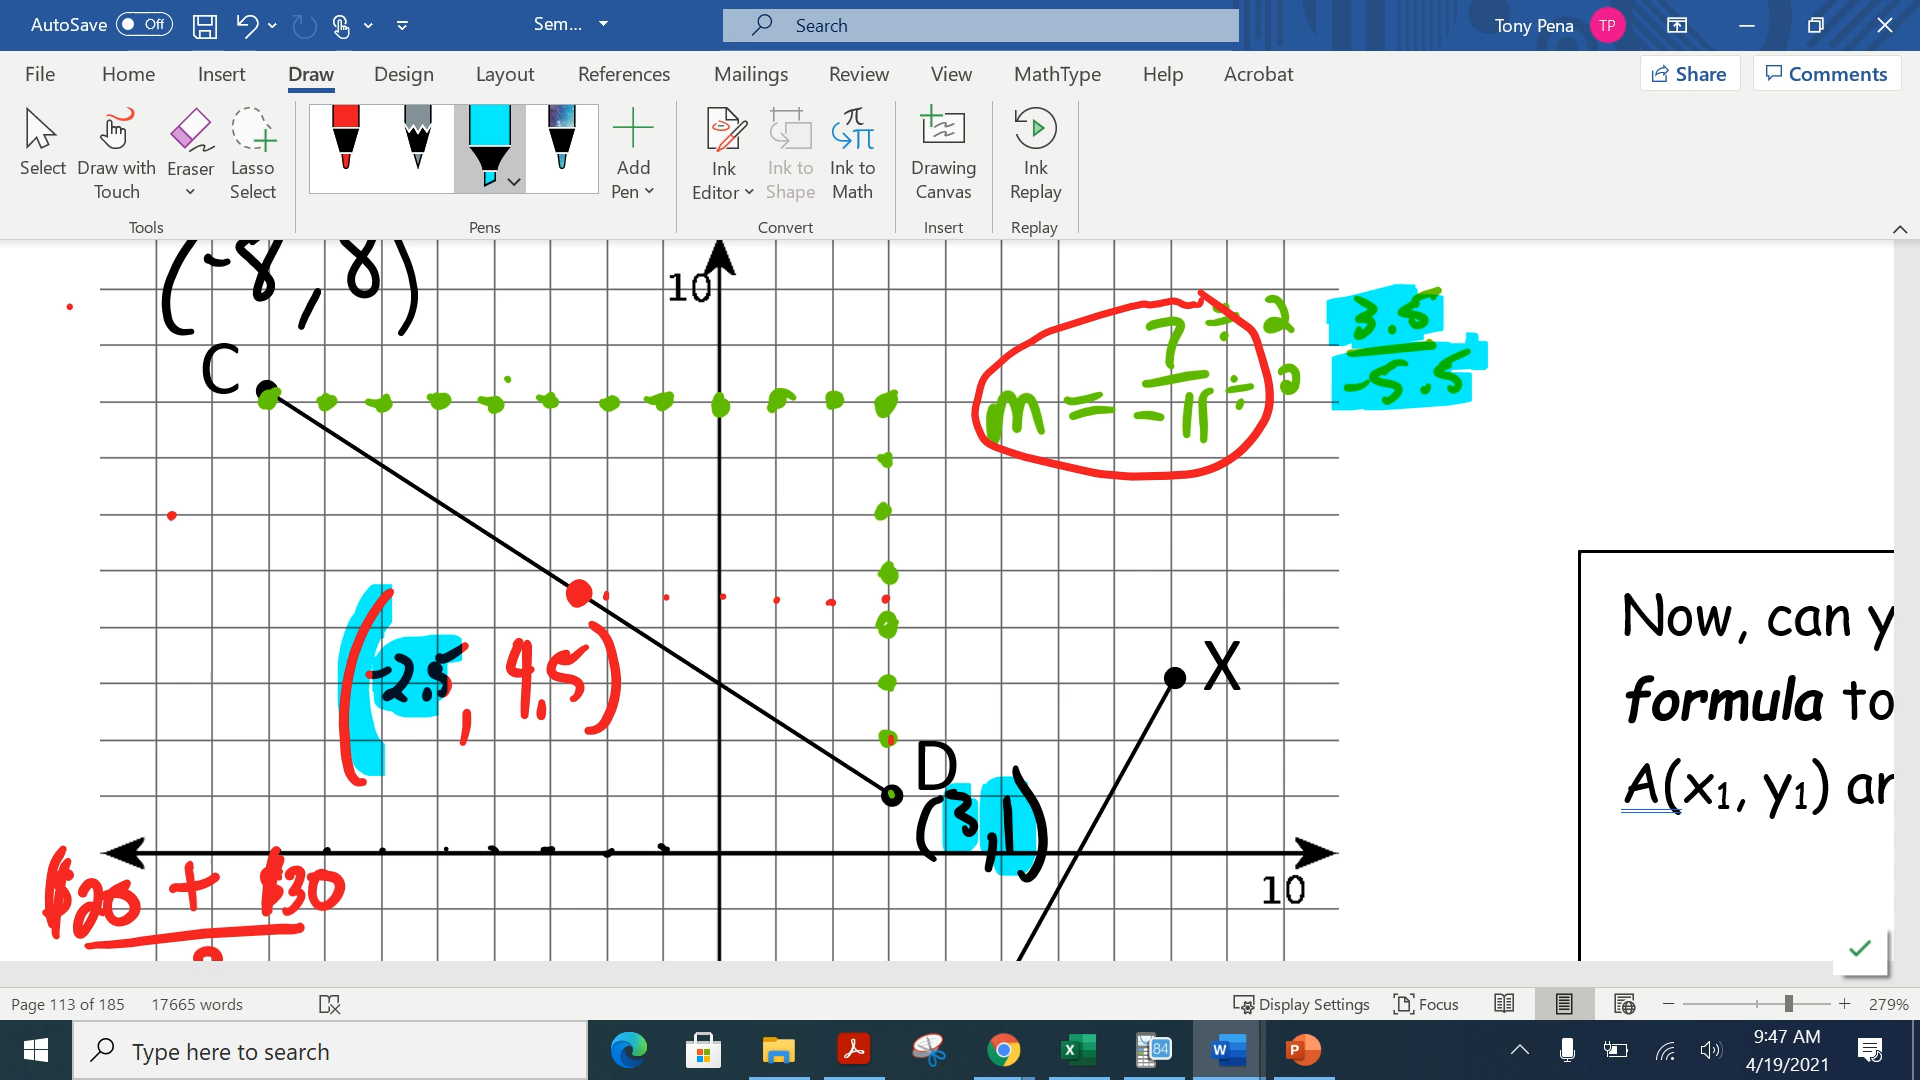 AutoSave Off Sem... Search Tony Pena TP
File Home Insert Draw Design Layout References Mailings Review View MathType Help Acrobat Share Comments
Select Draw with Touch Eraser Lasso Select Add Pen Ink Editor Ink to Shape Ink to Math Drawing Canvas Ink Replay
Tools Pens Convert Insert Replay
(-8, 8)
10
C
m = 7 ÷ 2
-11 ÷ 2
3.5
-5.5
(-2.5, 4.5)
X
D
(3, 1)
10
$20 + $30
Now, can y
formula to
A(x₁, y₁) ar
Page 113 of 185 17665 words Display Settings Focus 279%
Type here to search 84 X W P 9:47 AM
4/19/2021